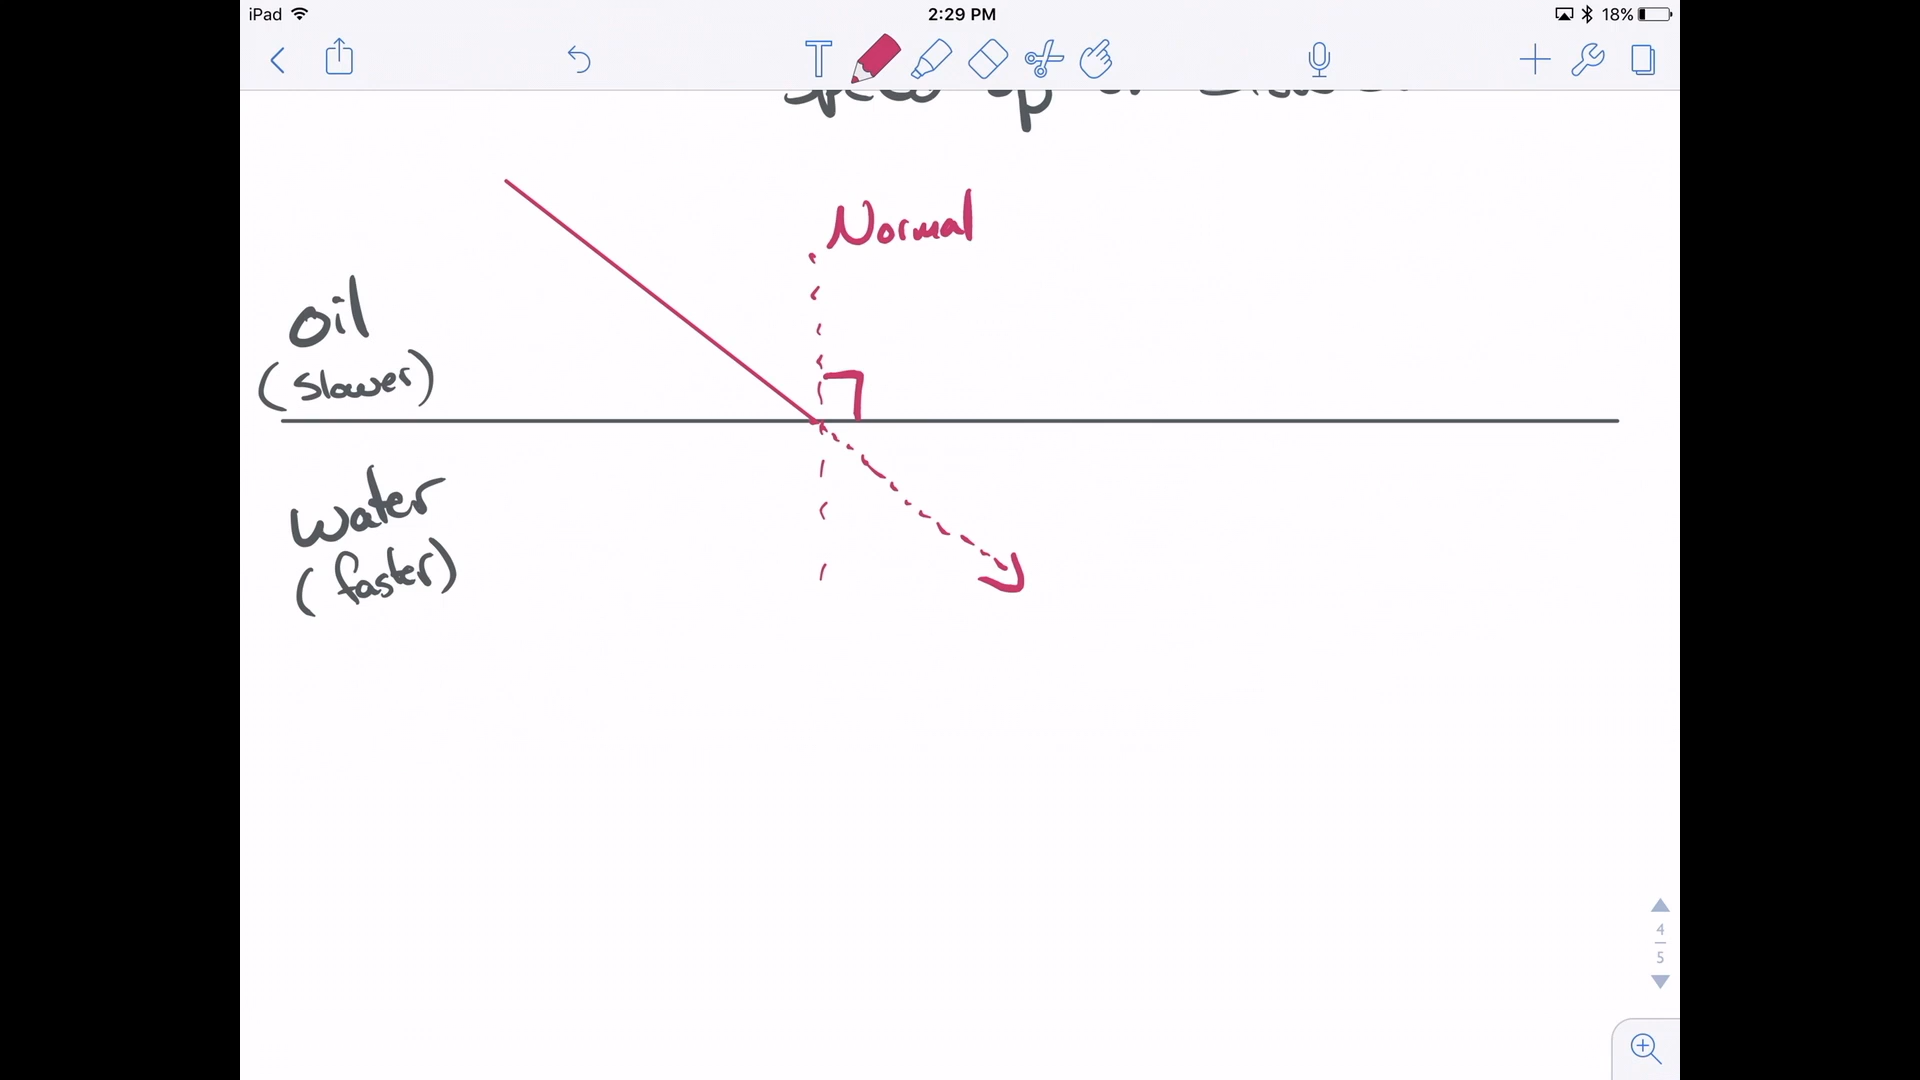 iPad
2:29 PM
18%
T
Normal
Oil
(slower)
Water
(faster)
4
5